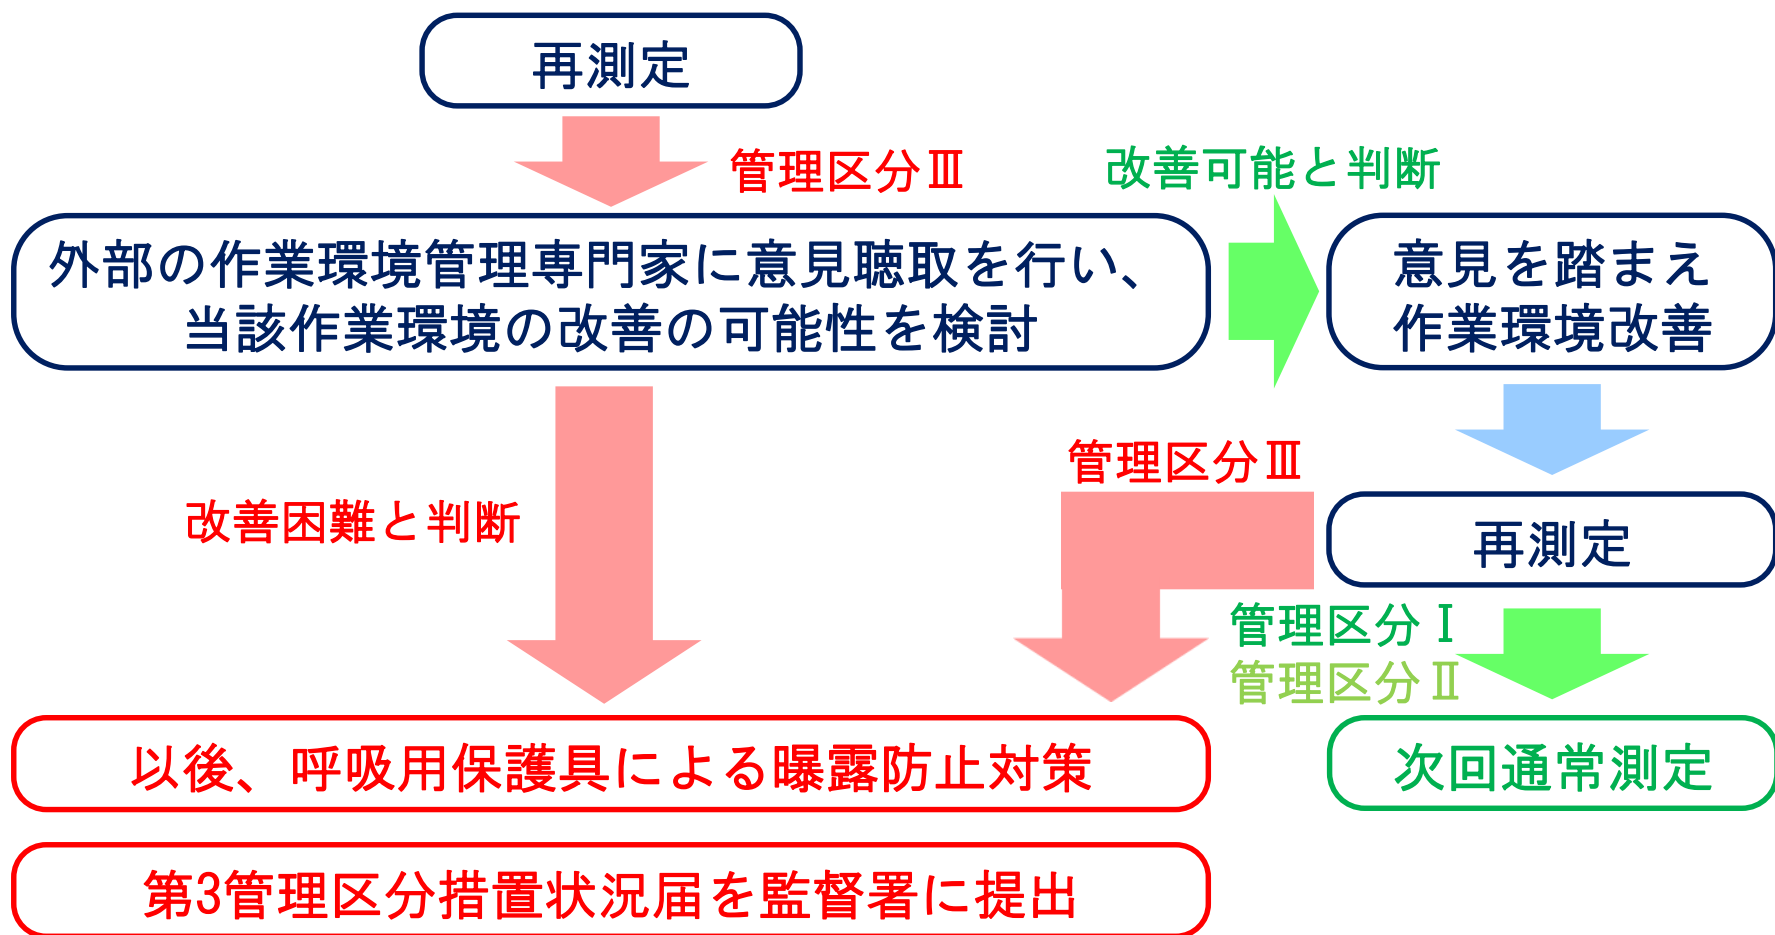 再測定
管理区分Ⅲ
改善可能と判断
外部の作業環境管理専門家に意見聴取を行い、
当該作業環境の改善の可能性を検討
意見を踏まえ
作業環境改善
管理区分Ⅲ
改善困難と判断
再測定
管理区分Ⅰ
管理区分Ⅱ
以後、呼吸用保護具による曝露防止対策
次回通常測定
第3管理区分措置状況届を監督署に提出